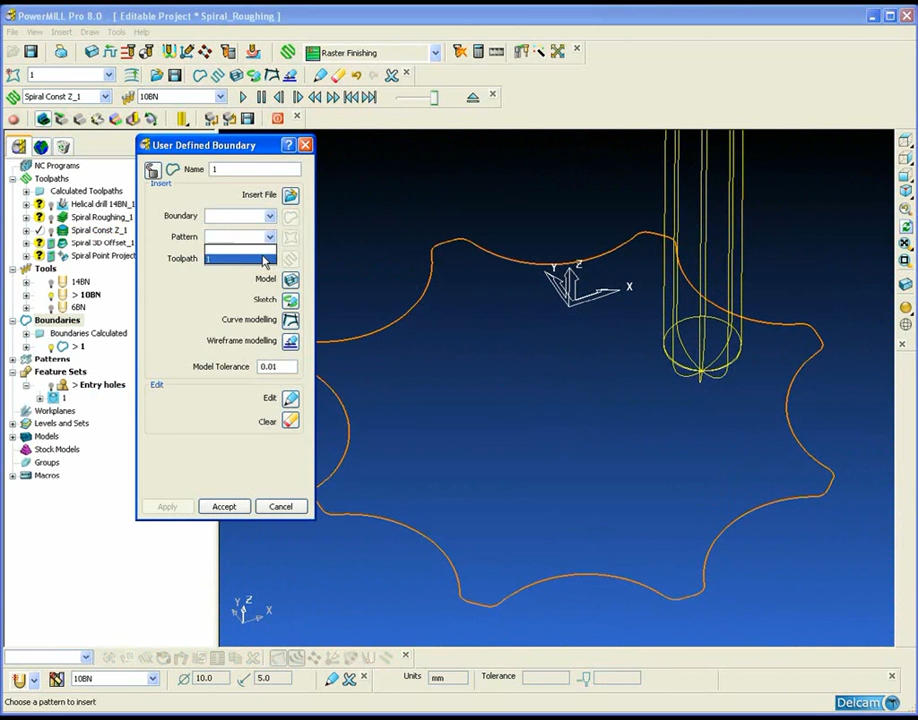 PowerMILL Pro 8.0 [ Editable Project * Spiral_Roughing ]
File View Insert Draw Tools Help
Raster Finishing
1
Spiral Const Z_1
10BN
User Defined Boundary
Name 1
Insert
Insert File
Boundary
Pattern
1
Toolpath
Model
Sketch
Curve modelling
Wireframe modelling
Model Tolerance 0.01
Edit
Edit
Clear
Apply Accept Cancel
NC Programs
Toolpaths
Calculated Toolpaths
Helical drill 14BN_1
Spiral Roughing_1
Spiral Const Z_1
Spiral 3D Offset_1
Spiral Point Project
Tools
14BN
> 10BN
6BN
Boundaries
Boundaries Calculated
> 1
Patterns
Feature Sets
> Entry holes
1
Workplanes
Levels and Sets
Models
Stock Models
Groups
Macros
Y Z
X
Y Z
X
10BN
10.0
5.0
Units mm
Tolerance
Choose a pattern to insert
Delcam